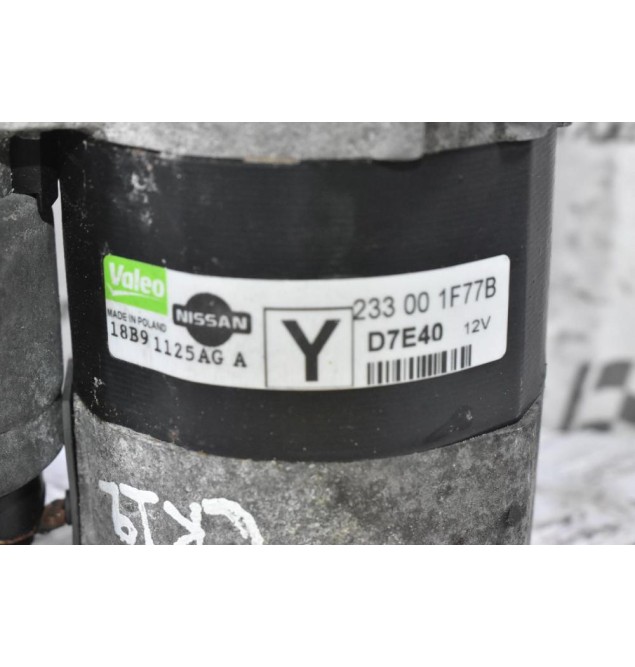 Valeo
MADE IN POLAND
NISSAN
18B9 1125AG A
Y
233 00 1F77B
D7E40 12V